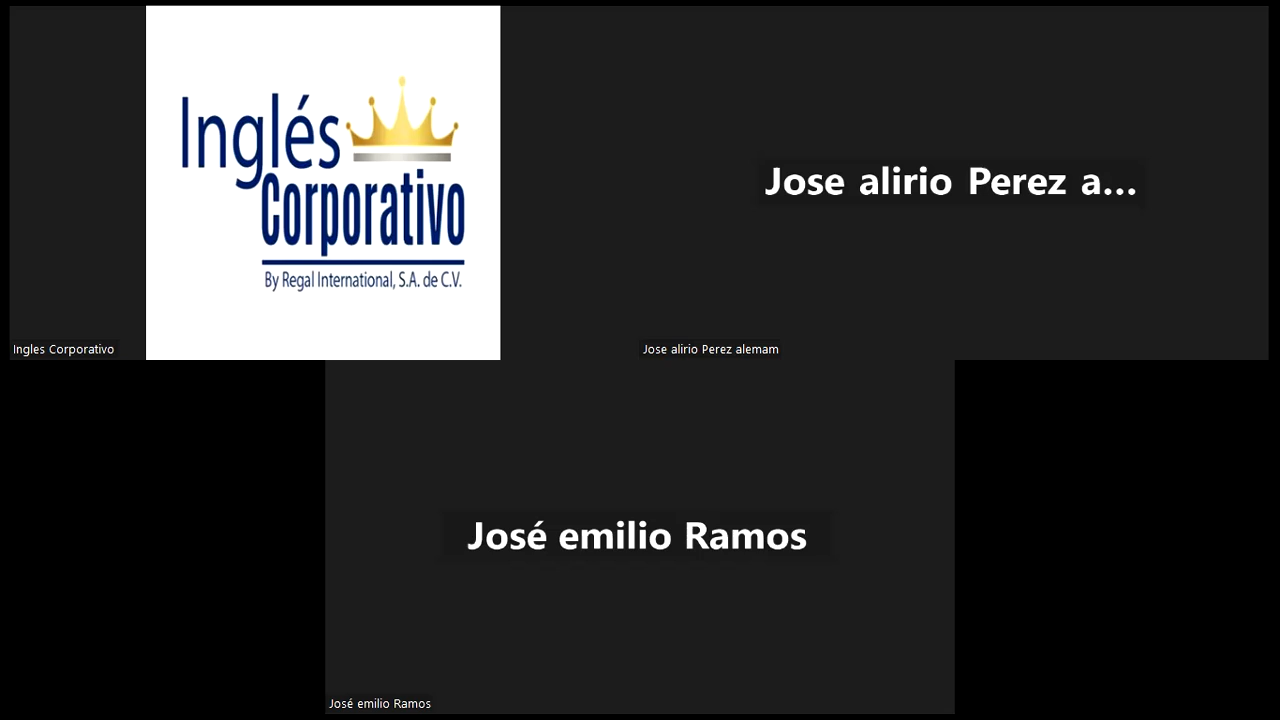 Inglés
Corporativo
By Regal International, S.A. de C.V.
Ingles Corporativo
Jose alirio Perez a...
Jose alirio Perez alemam
José emilio Ramos
José emilio Ramos